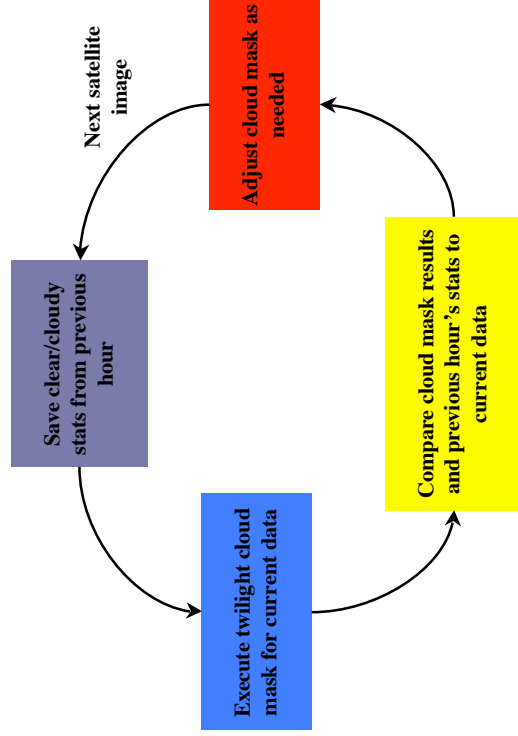 Save clear/cloudy
stats from previous
hour
Execute twilight cloud
mask for current data
Compare cloud mask results
and previous hour's stats to
current data
Adjust cloud mask as
needed
Next satellite
image